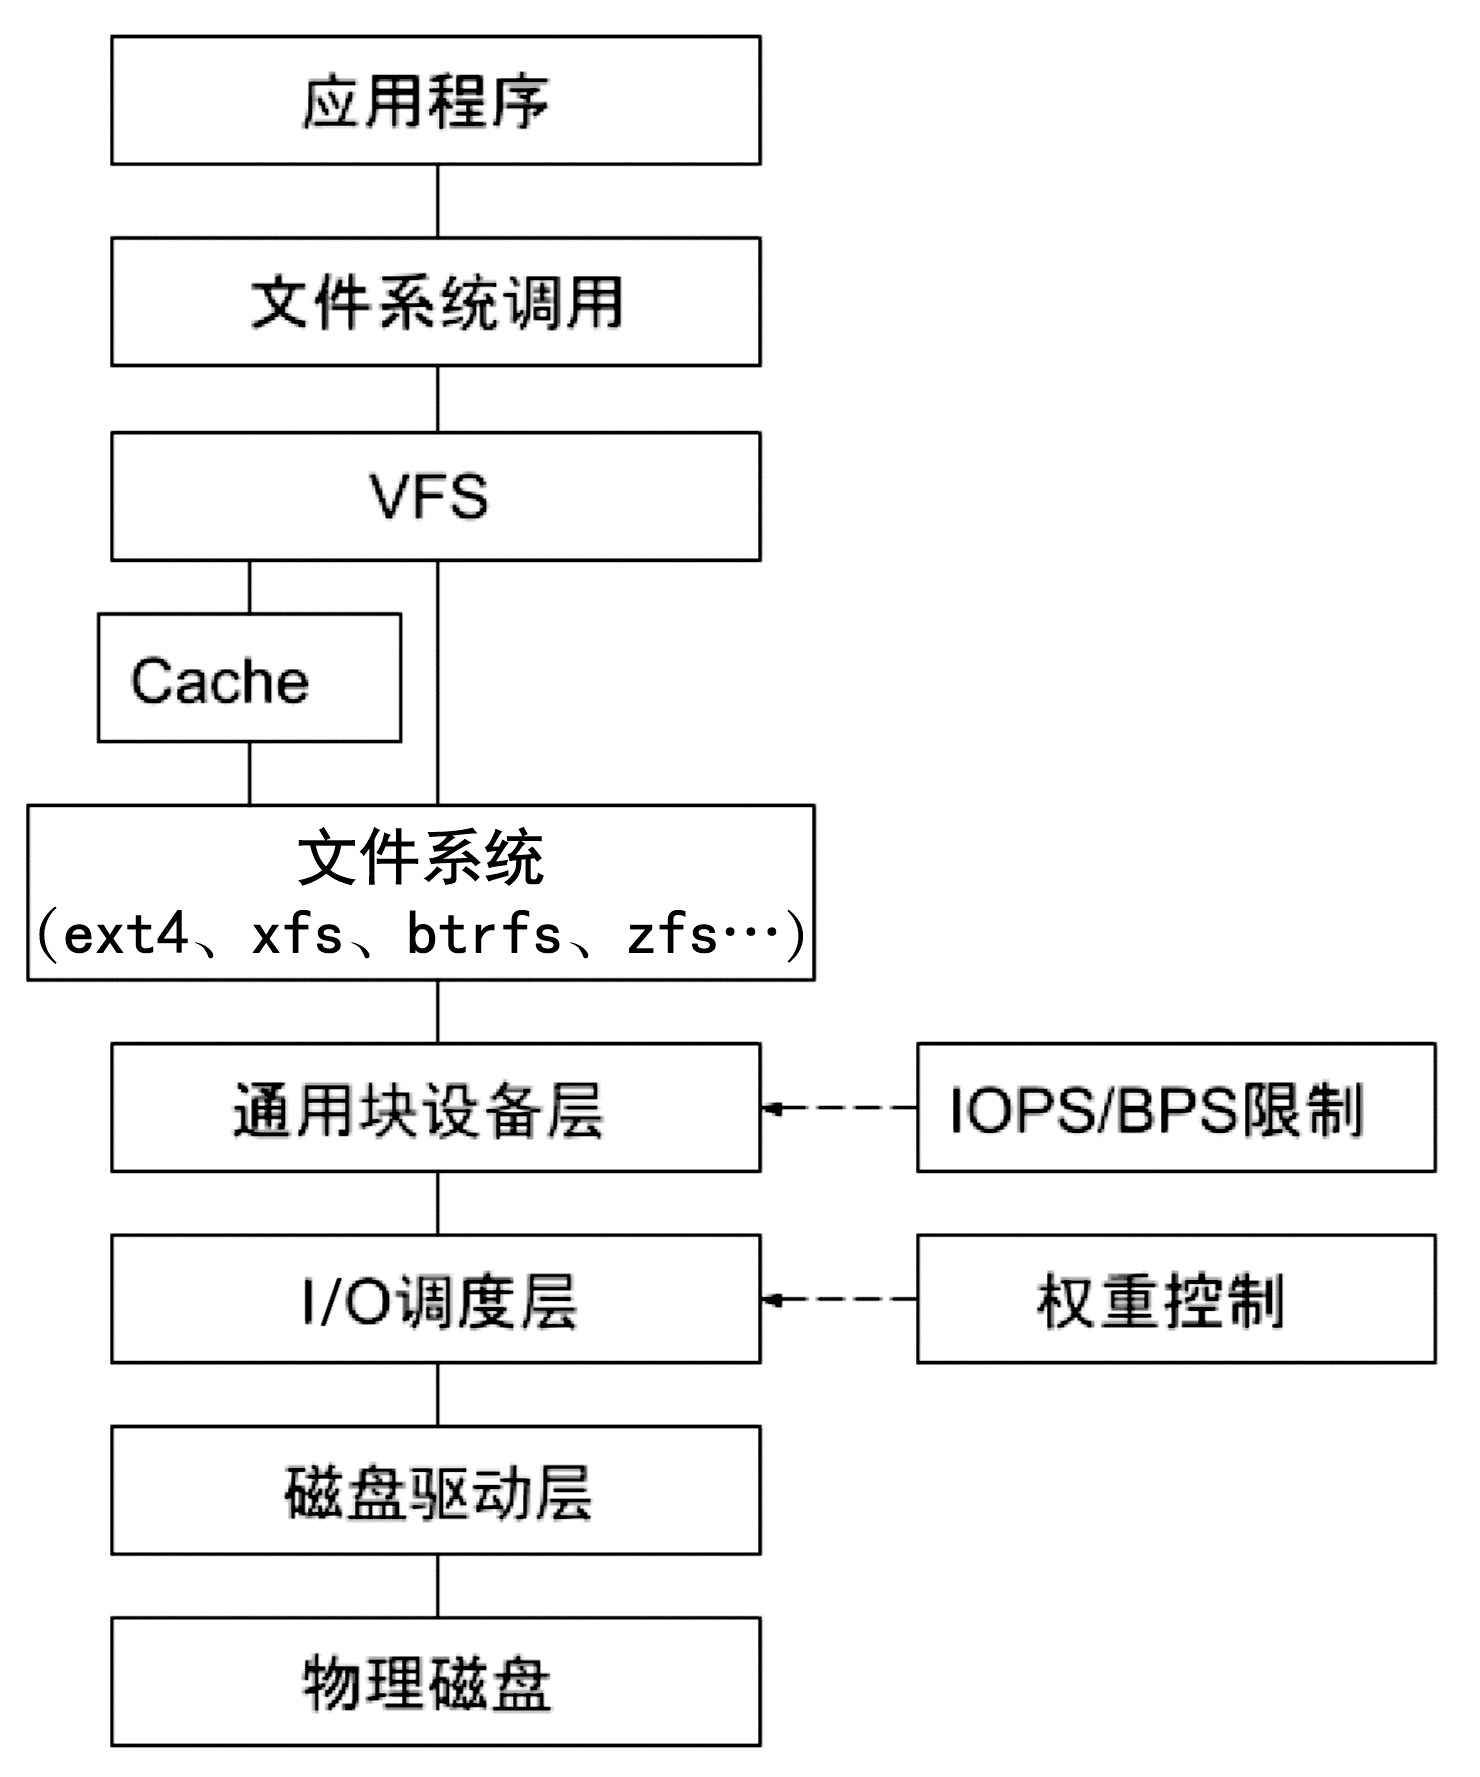 应用程序
文件系统调用
VFS
Cache
文件系统
(ext4、xfs、btrfs、zfs…)
通用块设备层
IOPS/BPS限制
I/O调度层
权重控制
磁盘驱动层
物理磁盘